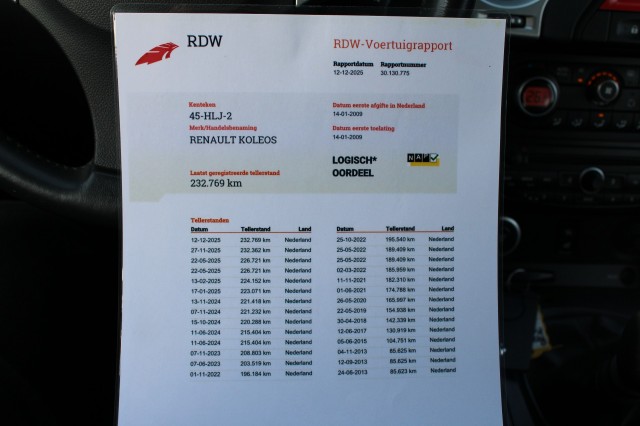 RDW
RDW-Voertuigrapport
Rapportdatum Rapportnummer
12-12-2025 30.130.775
Kenteken
45-HLJ-2
Merk/Handelsbenaming
RENAULT KOLEOS
Laatst geregistreerde tellerstand
232.769 km
Datum eerste afgifte in Nederland
14-01-2009
Datum eerste toelating
14-01-2009
LOGISCH*
OORDEEL
NAP
Tellerstanden
Datum Tellerstand Land
12-12-2025 232.769 km Nederland
27-11-2025 232.362 km Nederland
22-05-2025 226.721 km Nederland
22-05-2025 226.721 km Nederland
13-02-2025 224.152 km Nederland
17-01-2025 223.071 km Nederland
13-11-2024 221.418 km Nederland
07-11-2024 221.232 km Nederland
15-10-2024 220.288 km Nederland
11-06-2024 215.404 km Nederland
11-06-2024 215.404 km Nederland
07-11-2023 208.803 km Nederland
07-06-2023 203.519 km Nederland
01-11-2022 196.184 km Nederland
Datum Tellerstand Land
25-10-2022 195.540 km Nederland
25-05-2022 189.409 km Nederland
25-05-2022 189.409 km Nederland
02-03-2022 185.959 km Nederland
11-11-2021 182.310 km Nederland
01-06-2021 174.788 km Nederland
26-05-2020 165.997 km Nederland
22-05-2019 154.938 km Nederland
30-04-2018 142.339 km Nederland
12-06-2017 130.919 km Nederland
05-06-2015 104.751 km Nederland
04-11-2013 85.625 km Nederland
12-09-2013 85.625 km Nederland
24-06-2013 85.623 km Nederland